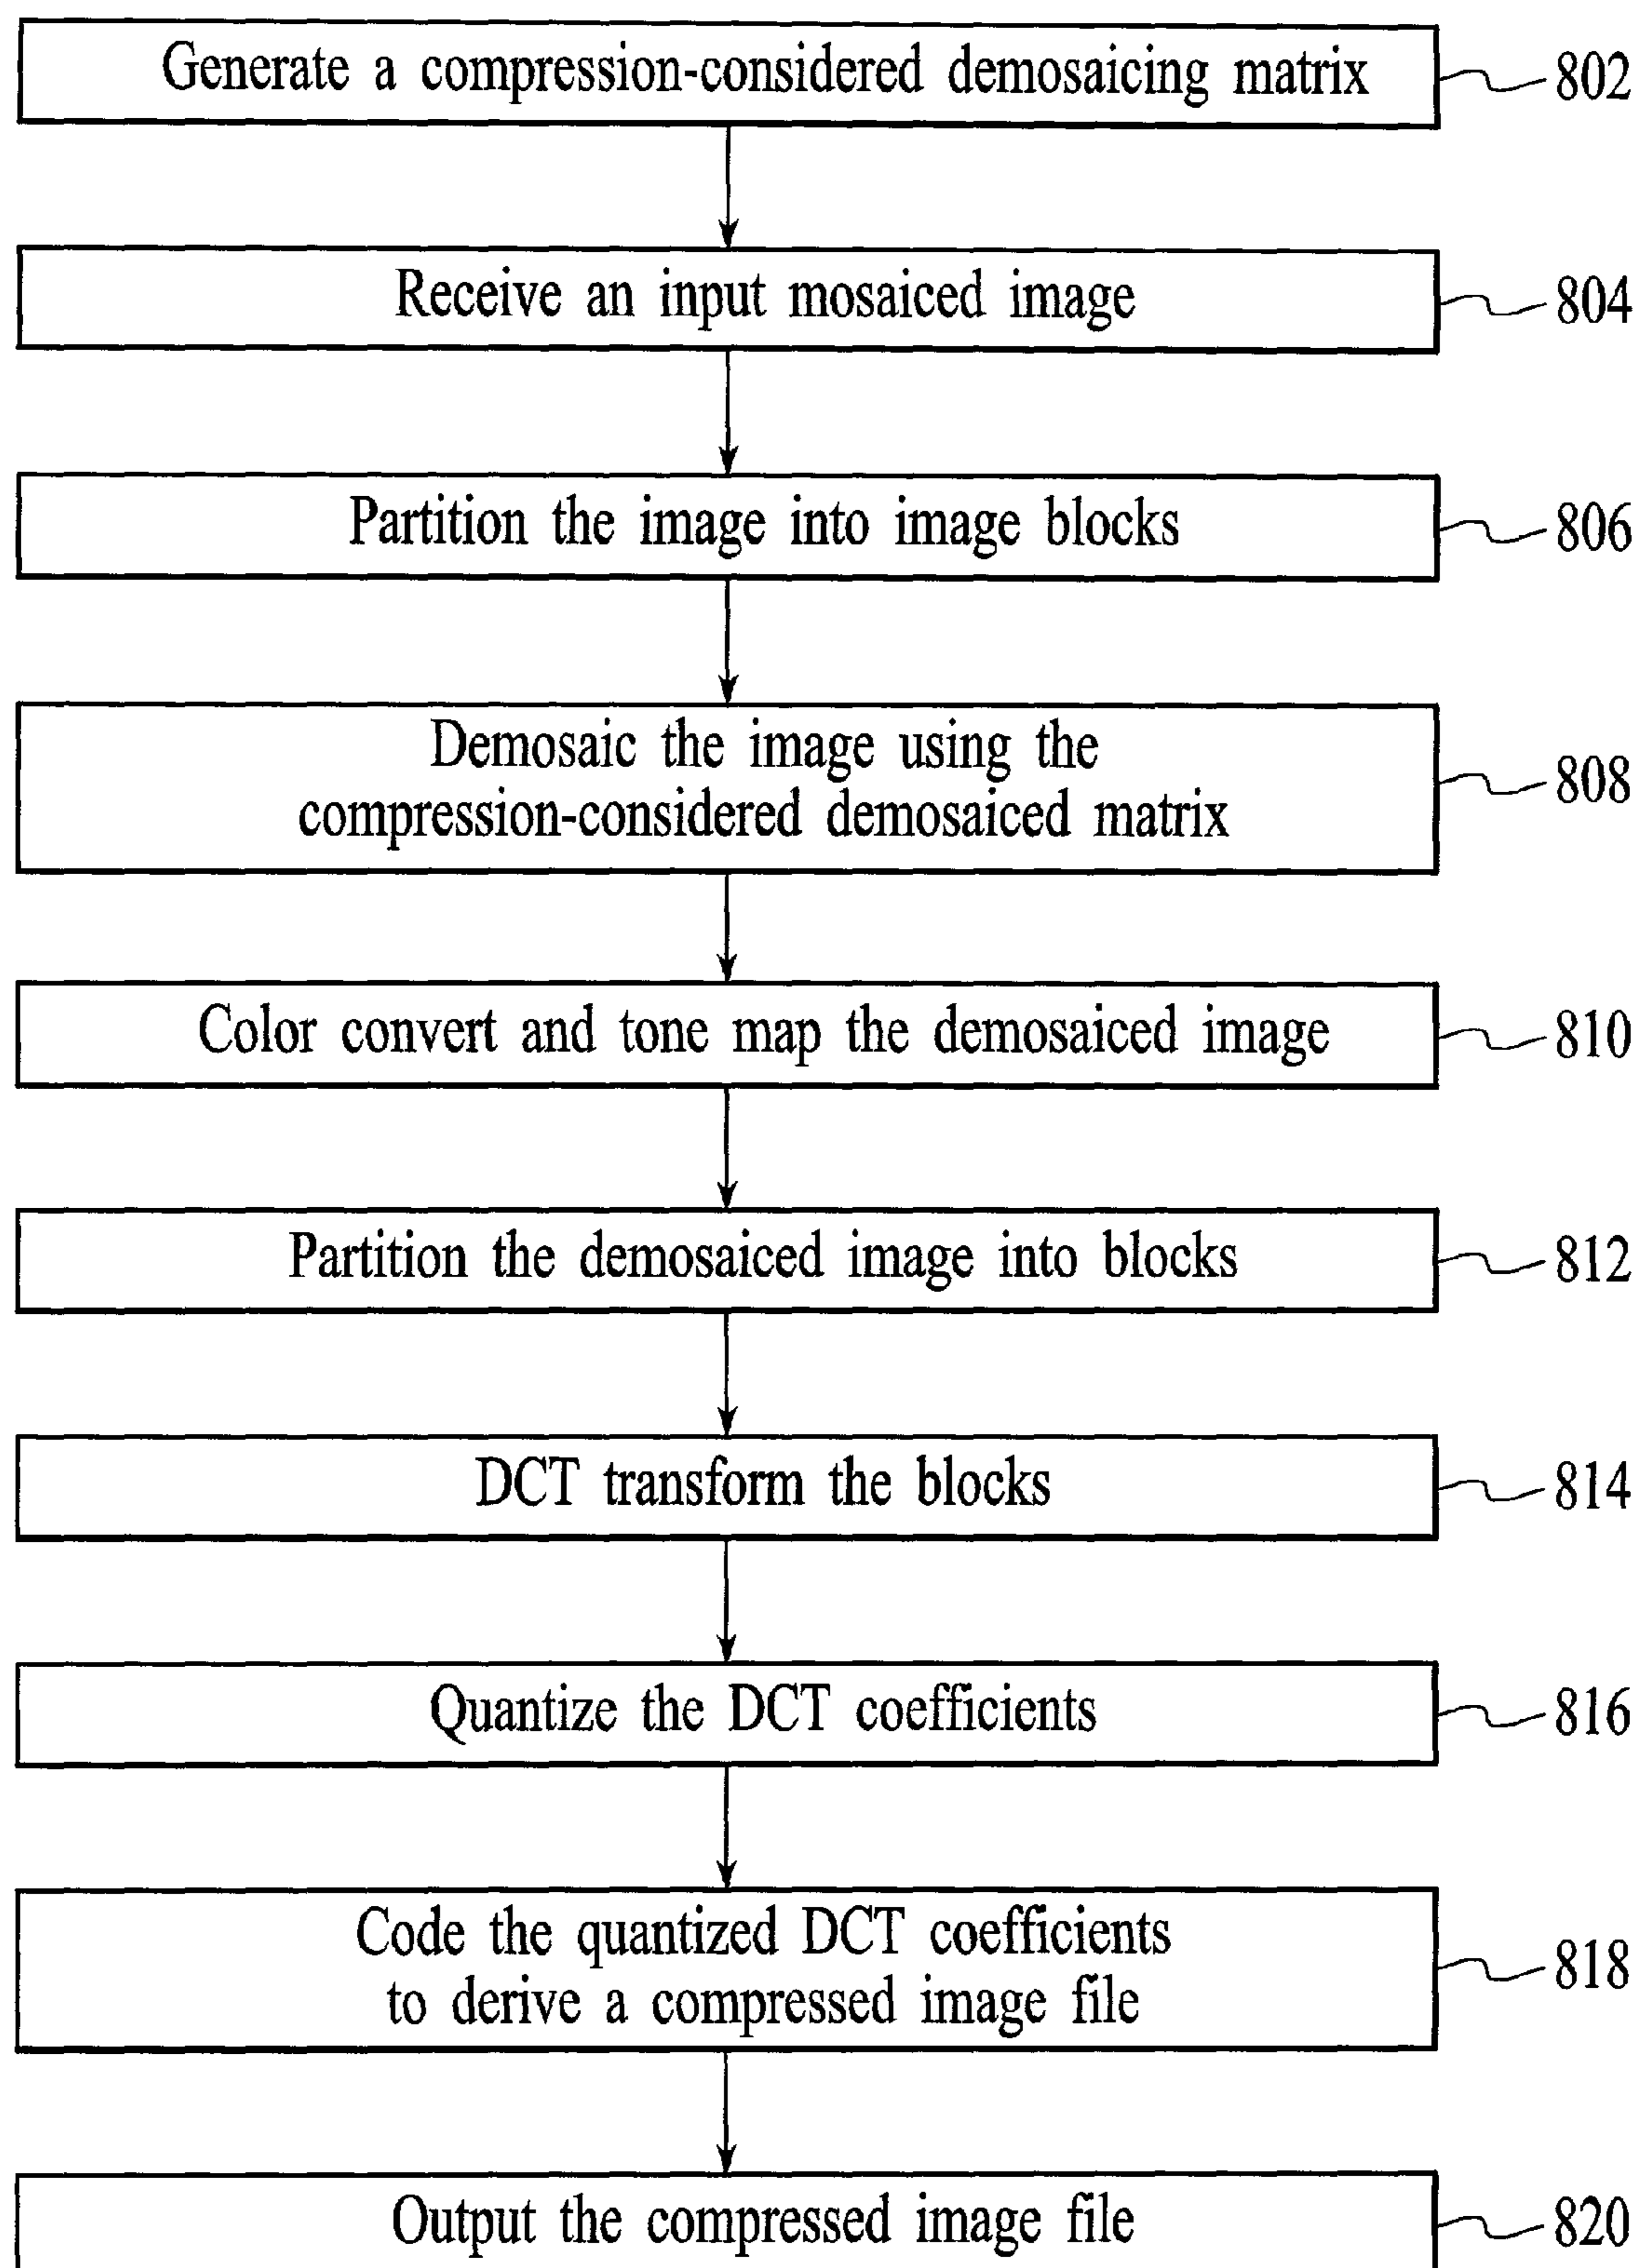 Generate a compression-considered demosaicing matrix 802
Receive an input mosaiced image 804
Partition the image into image blocks 806
Demosaic the image using the
compression-considered demosaiced matrix 808
Color convert and tone map the demosaiced image 810
Partition the demosaiced image into blocks 812
DCT transform the blocks 814
Quantize the DCT coefficients 816
Code the quantized DCT coefficients
to derive a compressed image file 818
Output the compressed image file 820